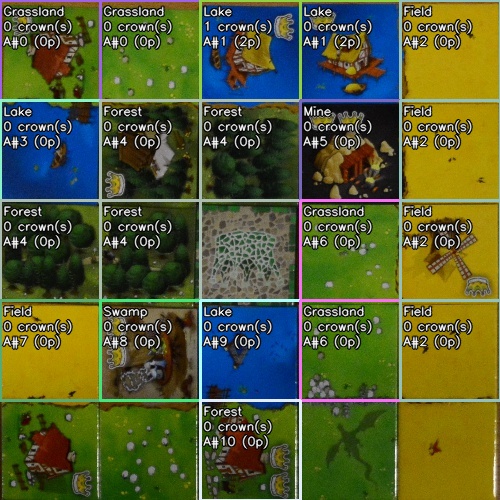 Grassland
0 crown(s)
A#0 (0p)
Grassland
0 crown(s)
A#0 (0p)
Lake
1 crown(s)
A#1 (2p)
Lake
0 crown(s)
A#1 (2p)
Field
0 crown(s)
A#2 (0p)
Lake
0 crown(s)
A#3 (0p)
Forest
0 crown(s)
A#4 (0p)
Forest
0 crown(s)
A#4 (0p)
Mine
0 crown(s)
A#5 (0p)
Field
0 crown(s)
A#2 (0p)
Forest
0 crown(s)
A#4 (0p)
Forest
0 crown(s)
A#4 (0p)
Grassland
0 crown(s)
A#6 (0p)
Field
0 crown(s)
A#2 (0p)
Field
0 crown(s)
A#7 (0p)
Swamp
0 crown(s)
A#8 (0p)
Lake
0 crown(s)
A#9 (0p)
Grassland
0 crown(s)
A#6 (0p)
Field
0 crown(s)
A#2 (0p)
Forest
0 crown(s)
A#10 (0p)